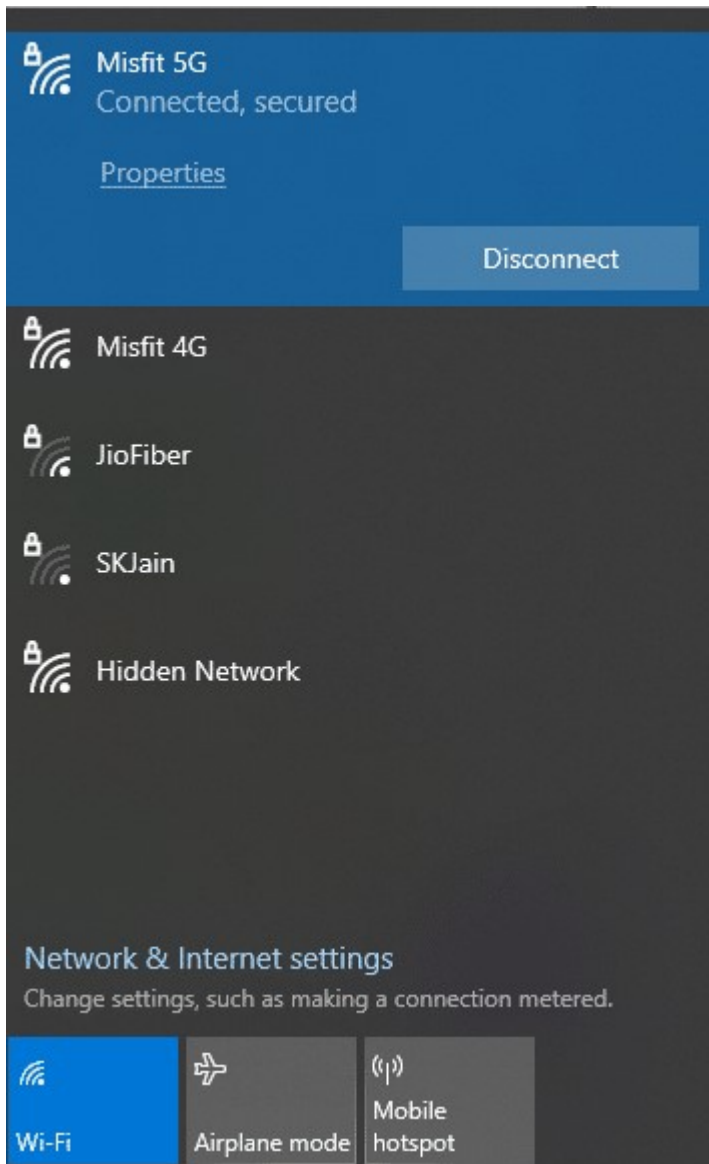 Misfit 5G
Connected, secured
Properties
Disconnect
Misfit 4G
JioFiber
SKJain
Hidden Network
Network & Internet settings
Change settings, such as making a connection metered.
Wi-Fi
Airplane mode
Mobile
hotspot